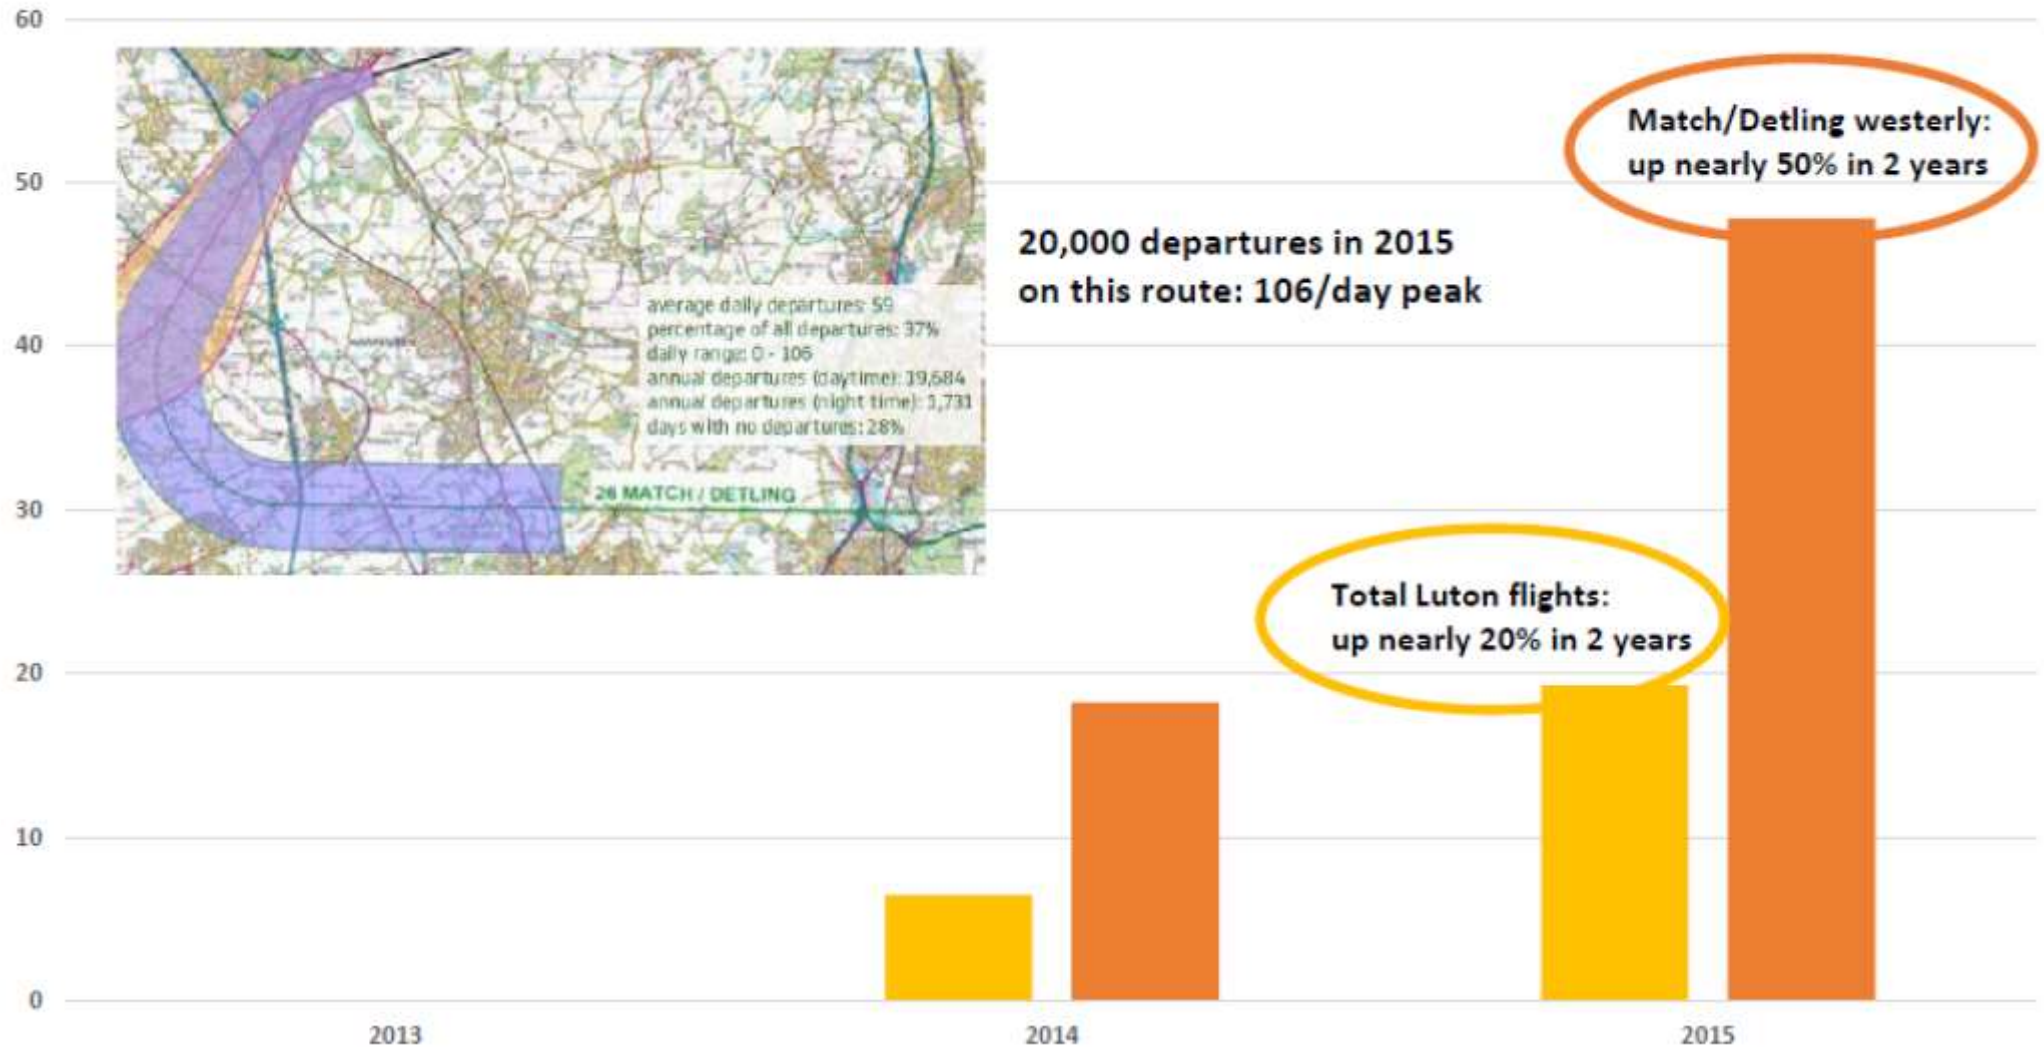 60
50
40
30
20
10
0
average daily departures: 59
percentage of all departures: 37%
daily range: 0 - 106
annual departures (daytime): 19,684
annual departures (night time): 1,731
days with no departures: 28%
26 MATCH / DETLING
20,000 departures in 2015
on this route: 106/day peak
Match/Detling westerly:
up nearly 50% in 2 years
Total Luton flights:
up nearly 20% in 2 years
2013
2014
2015